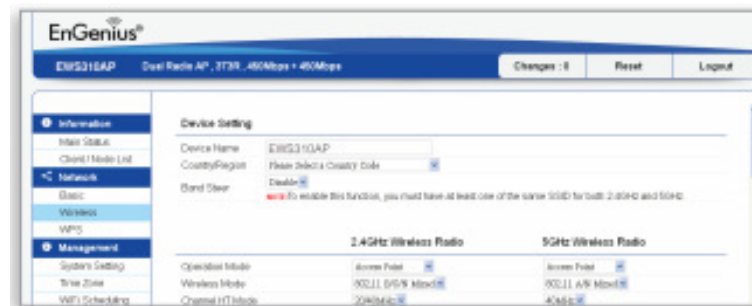 EnGenius®
EWS310AP Dual Radio AP , 3T3R , 450Mbps + 450Mbps Changes : 0 Reset Logout
Information
Main Status
Client / Node List
Network
Basic
Wireless
WPS
Management
System Setting
Time Zone
WiFi Scheduling
Device Setting
Device Name EWS310AP
Country/Region Please Select a Country Code
Band Steer Disable
NOTE:To enable this function, you must have at least one of the same SSID for both 2.4GHz and 5GHz.
2.4GHz Wireless Radio 5GHz Wireless Radio
Operation Mode Access Point Access Point
Wireless Mode 802.11 B/G/N Mixed 802.11 A/N Mixed
Channel HT Mode 20/40MHz 40MHz